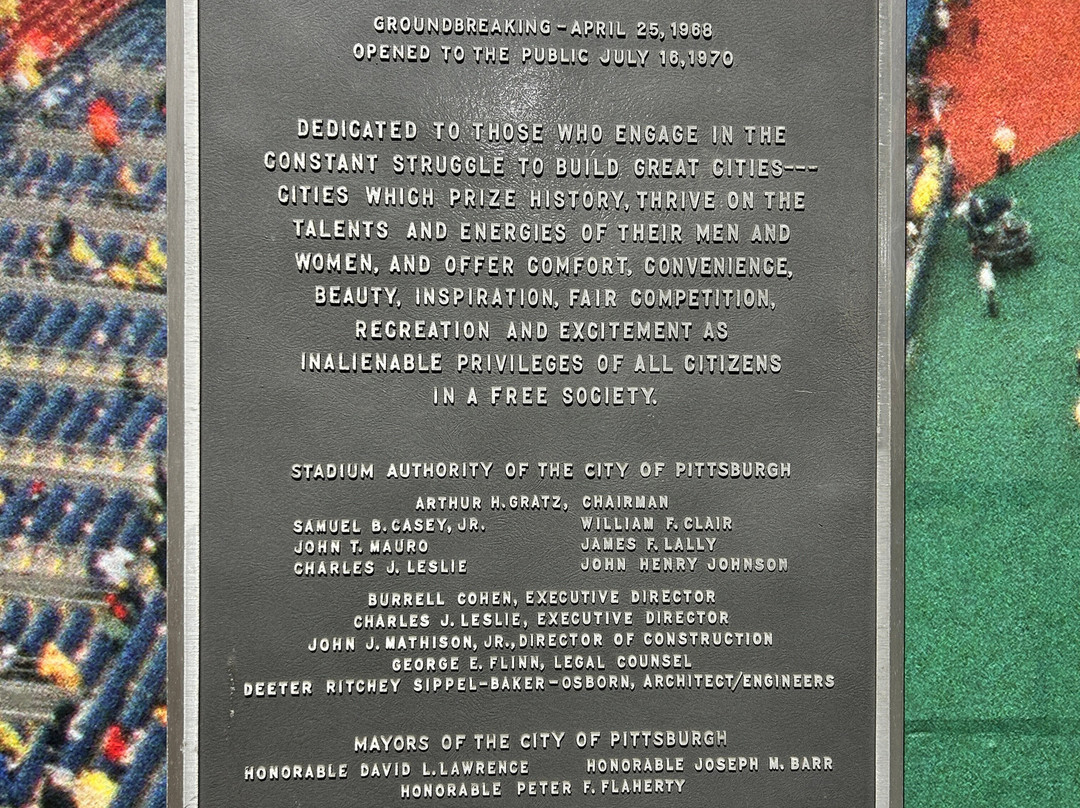 GROUNDBREAKING-APRIL 25, 1968
OPENED TO THE PUBLIC JULY 16,1970
DEDICATED TO THOSE WHO ENGAGE IN THE
CONSTANT STRUGGLE TO BUILD GREAT CITIES---
CITIES WHICH PRIZE HISTORY, THRIVE ON THE
TALENTS AND ENERGIES OF THEIR MEN AND
WOMEN, AND OFFER COMFORT, CONVENIENCE,
BEAUTY, INSPIRATION, FAIR COMPETITION,
RECREATION AND EXCITEMENT AS
INALIENABLE PRIVILEGES OF ALL CITIZENS
IN A FREE SOCIETY.
STADIUM AUTHORITY OF THE CITY OF PITTSBURGH
ARTHUR H. GRATZ, CHAIRMAN
SAMUEL B. CASEY, JR. WILLIAM F. CLAIR
JOHN T. MAURO JAMES F. LALLY
CHARLES J. LESLIE JOHN HENRY JOHNSON
BURRELL COHEN, EXECUTIVE DIRECTOR
CHARLES J. LESLIE, EXECUTIVE DIRECTOR
JOHN J. MATHISON, JR., DIRECTOR OF CONSTRUCTION
GEORGE E. FLINN, LEGAL COUNSEL
DEETER RITCHEY SIPPEL-BAKER-OSBORN, ARCHITECT/ENGINEERS
MAYORS OF THE CITY OF PITTSBURGH
HONORABLE DAVID L. LAWRENCE HONORABLE JOSEPH M. BARR
HONORABLE PETER F. FLAHERTY